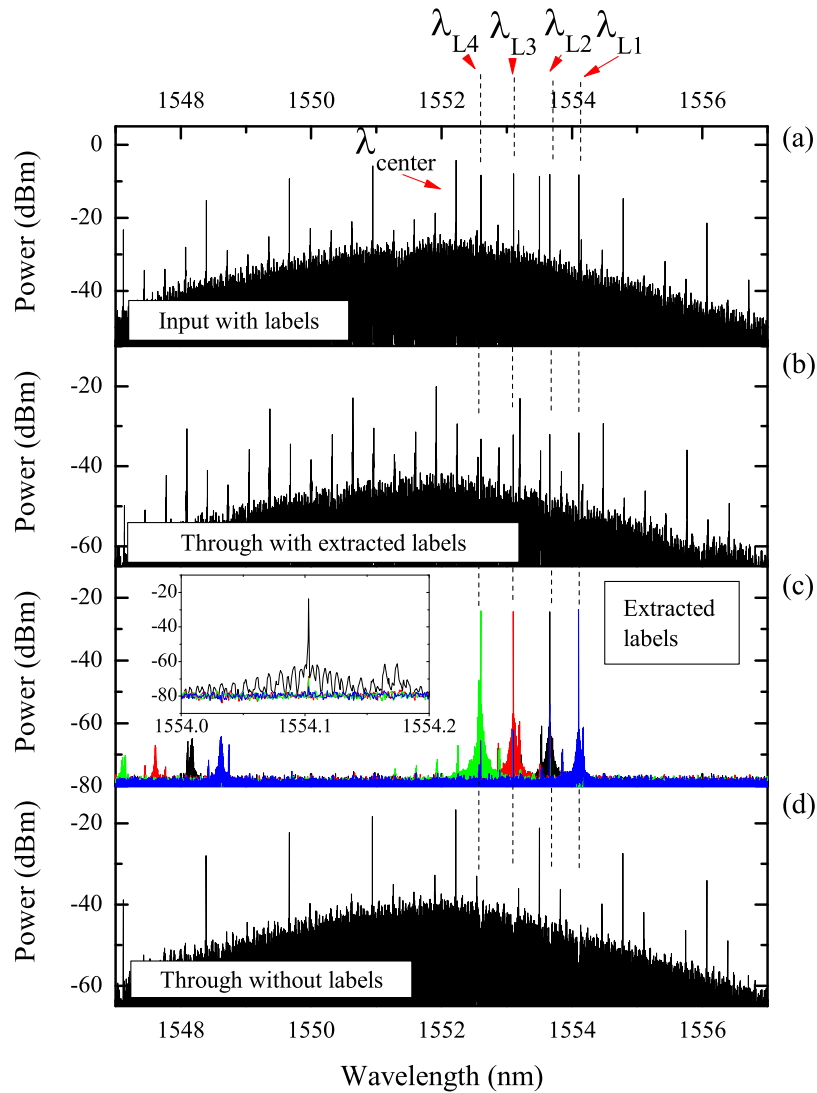 λL4 λL3 λL2 λL1
1548 1550 1552 1554 1556
(a)
0
-20
-40
Power (dBm)
λcenter
Input with labels
(b)
-20
-40
-60
Power (dBm)
Through with extracted labels
(c)
-20
-40
-60
-80
Power (dBm)
-20
-40
-60
-80
1554.0 1554.1 1554.2
Extracted
labels
(d)
-20
-40
-60
Power (dBm)
Through without labels
1548 1550 1552 1554 1556
Wavelength (nm)